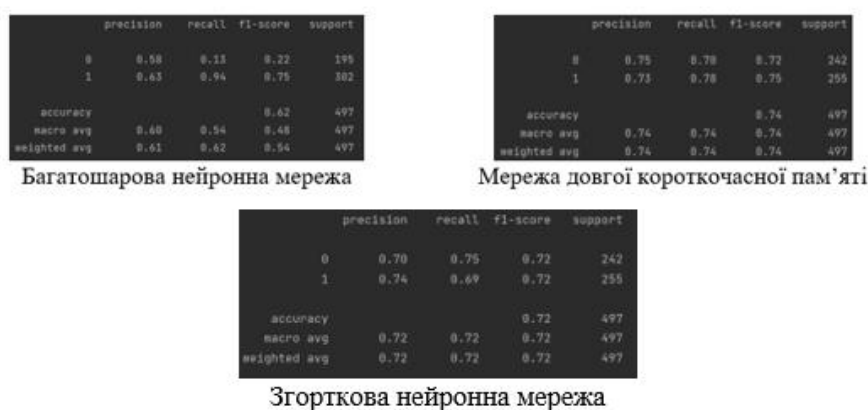 precision recall f1-score support
0 0.58 0.13 0.22 195
1 0.63 0.94 0.75 302
accuracy 0.62 497
macro avg 0.60 0.54 0.48 497
weighted avg 0.61 0.62 0.54 497
Багатошарова нейронна мережа
precision recall f1-score support
0 0.75 0.70 0.72 242
1 0.73 0.78 0.75 255
accuracy 0.74 497
macro avg 0.74 0.74 0.74 497
weighted avg 0.74 0.74 0.74 497
Мережа довгої короткочасної пам’яті
precision recall f1-score support
0 0.70 0.75 0.72 242
1 0.74 0.69 0.72 255
accuracy 0.72 497
macro avg 0.72 0.72 0.72 497
weighted avg 0.72 0.72 0.72 497
Згорткова нейронна мережа